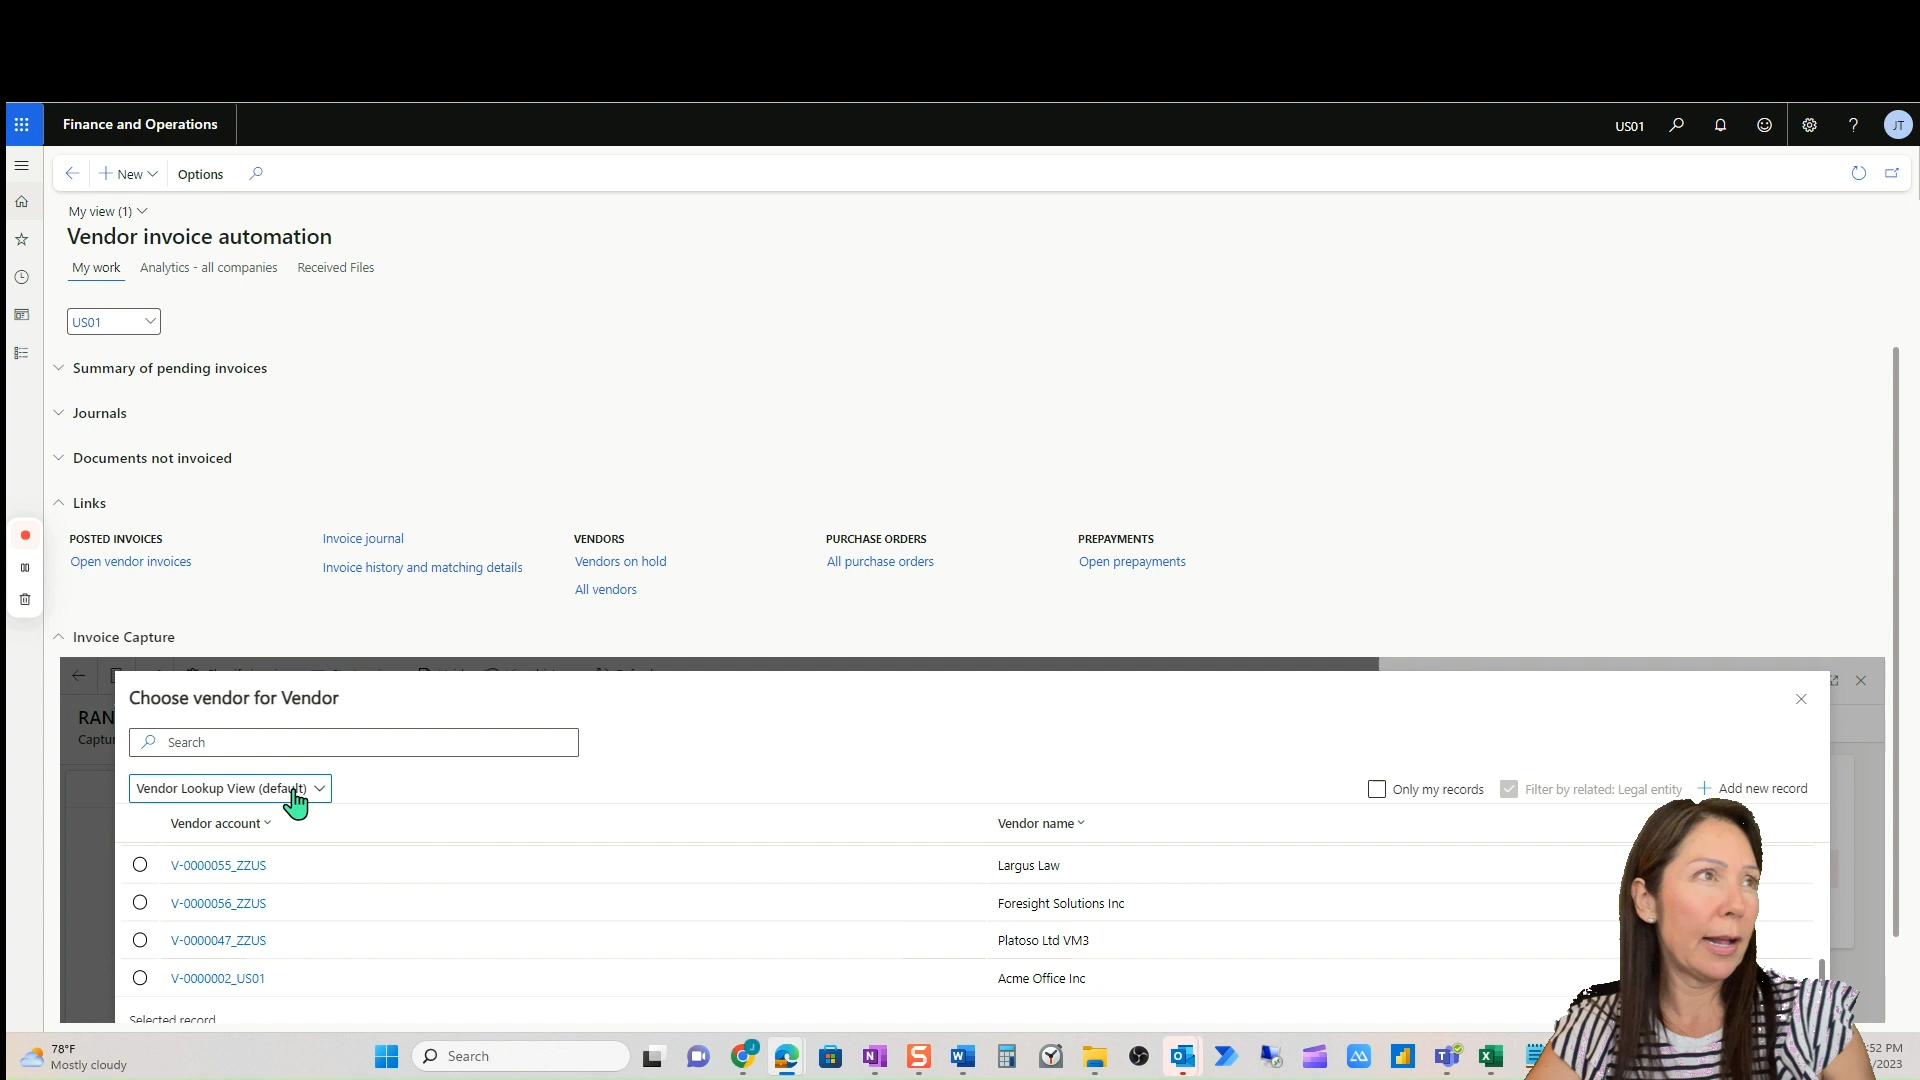 Finance and Operations
US01
JT
New
Options
My view (1)
Vendor invoice automation
My work
Analytics - all companies
Received Files
US01
Summary of pending invoices
Journals
Documents not invoiced
Links
POSTED INVOICES
Open vendor invoices
Invoice journal
Invoice history and matching details
VENDORS
Vendors on hold
All vendors
PURCHASE ORDERS
All purchase orders
PREPAYMENTS
Open prepayments
Invoice Capture
RAN
Captur
Choose vendor for Vendor
Search
Vendor Lookup View (default)
Only my records
Filter by related: Legal entity
Add new record
Vendor account
Vendor name
V-0000055_ZZUS
Largus Law
V-0000056_ZZUS
Foresight Solutions Inc
V-0000047_ZZUS
Platoso Ltd VM3
V-0000002_US01
Acme Office Inc
Selected record
78°F
Mostly cloudy
Search
:52 PM
/2023